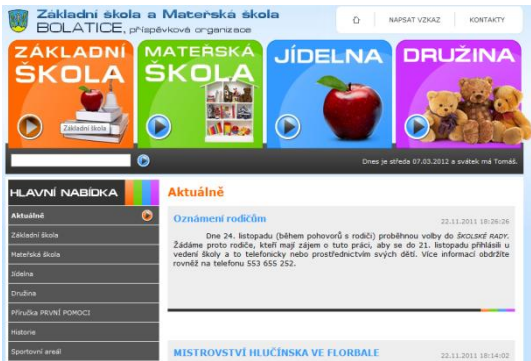 Základní škola a Mateřská škola
BOLATICE, příspěvková organizace
NAPSAT VZKAZ
KONTAKTY
ZÁKLADNÍ ŠKOLA
MATEŘSKÁ ŠKOLA
JÍDELNA
DRUŽINA
Základní škola
Dnes je středa 07.03.2012 a svátek má Tomáš.
HLAVNÍ NABÍDKA
Aktuálně
Základní škola
Mateřská škola
Jídelna
Družina
Příručka PRVNÍ POMOCI
Historie
Sportovní areál
Aktuálně
Oznámení rodičům 22.11.2011 18:26:26
Dne 24. listopadu (během pohovorů s rodiči) proběhnou volby do ŠKOLSKÉ RADY.
Žádáme proto rodiče, kteří mají zájem o tuto práci, aby se do 21. listopadu přihlásili u
vedení školy a to telefonicky nebo prostřednictvím svých dětí. Více informací obdržíte
rovněž na telefonu 553 655 252.
MISTROVSTVÍ HLUČÍNSKA VE FLORBALE 22.11.2011 18:14:02